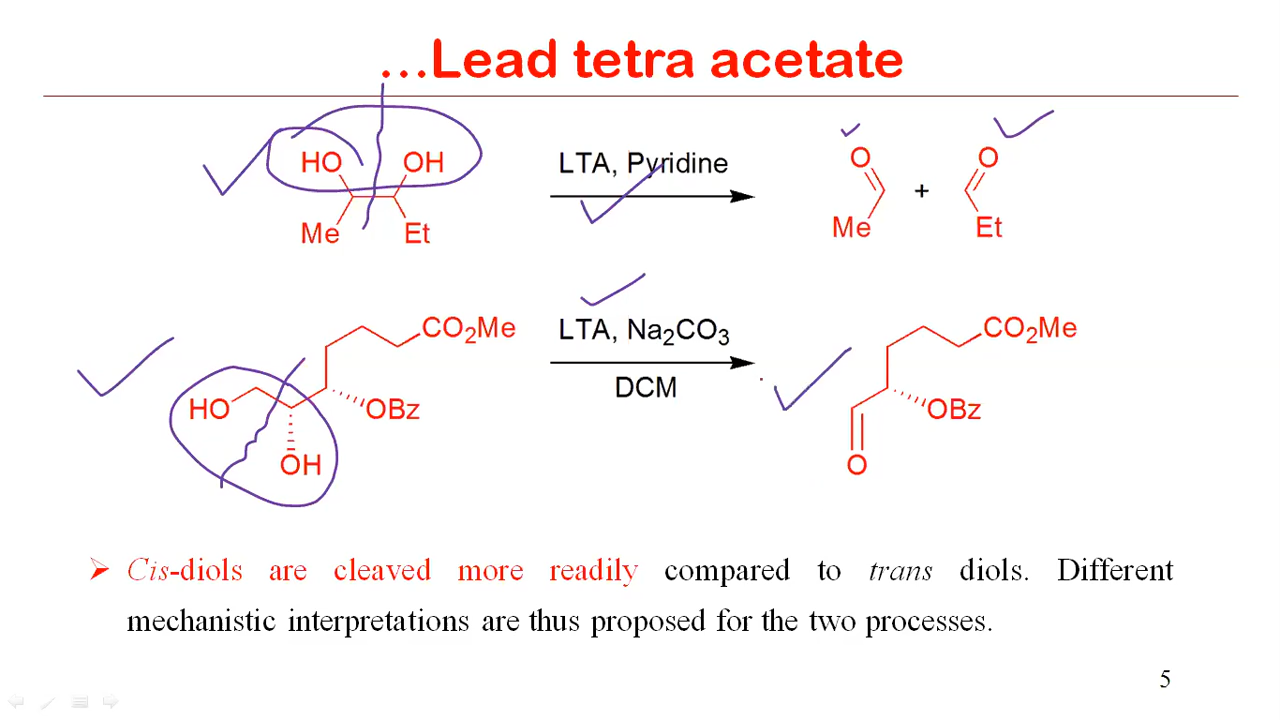 ...Lead tetra acetate
HO OH LTA, Pyridine O O
+
Me Et Me Et
CO2Me LTA, Na2CO3 CO2Me
DCM
HO OBz OBz
OH O
Cis-diols are cleaved more readily compared to trans diols. Different
mechanistic interpretations are thus proposed for the two processes.
5